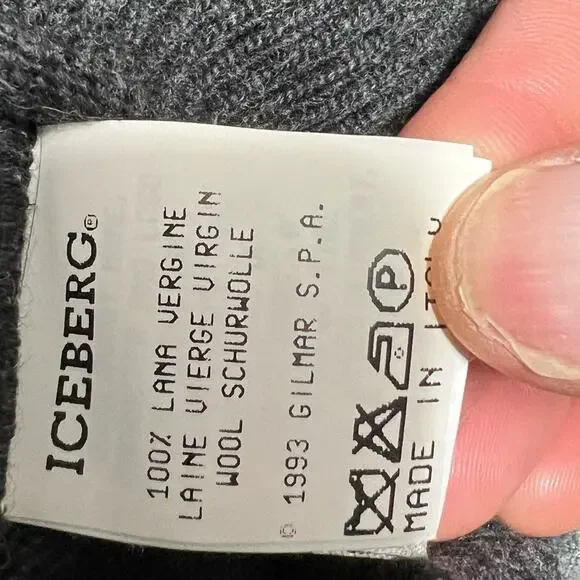 ICEBERG®
100% LANA VERGINE
LAINE VIERGE VIRGIN
WOOL SCHURWOLLE
© 1993 GILMAR S.P.A.
P
MADE IN